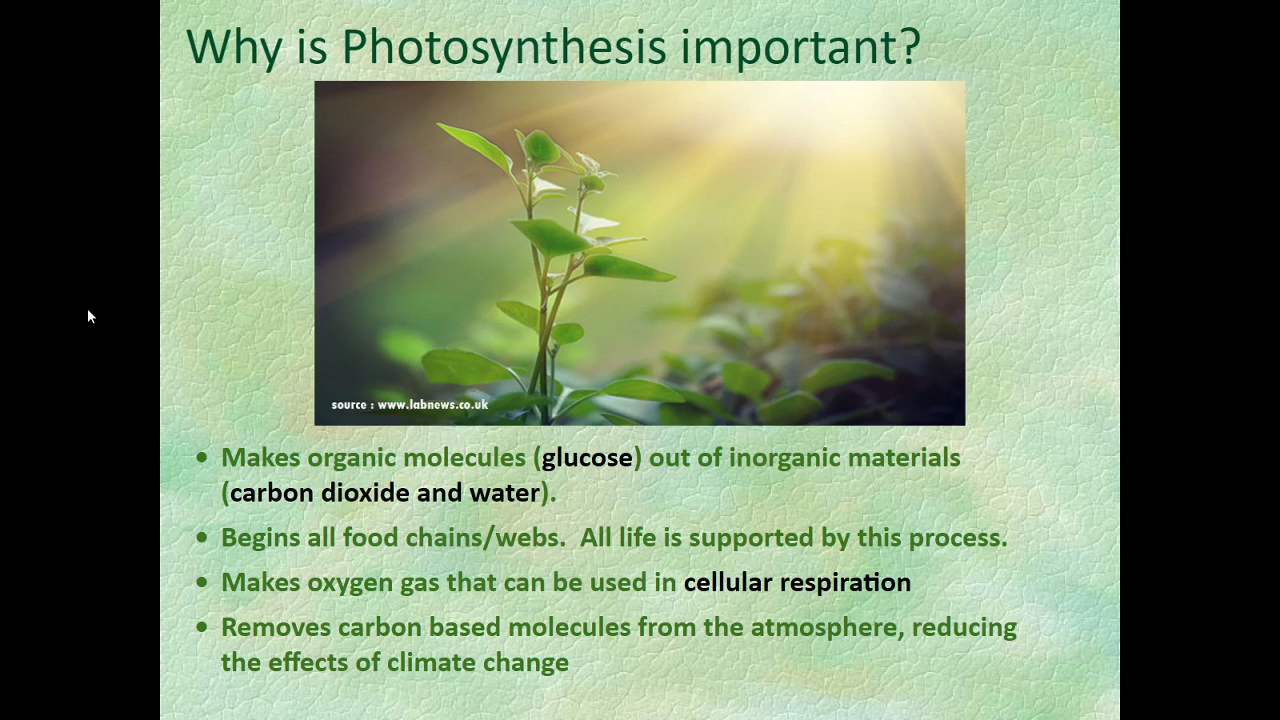 Why is Photosynthesis important?
source : www.labnews.co.uk
• Makes organic molecules (glucose) out of inorganic materials
(carbon dioxide and water).
• Begins all food chains/webs.  All life is supported by this process.
• Makes oxygen gas that can be used in cellular respiration
• Removes carbon based molecules from the atmosphere, reducing
the effects of climate change